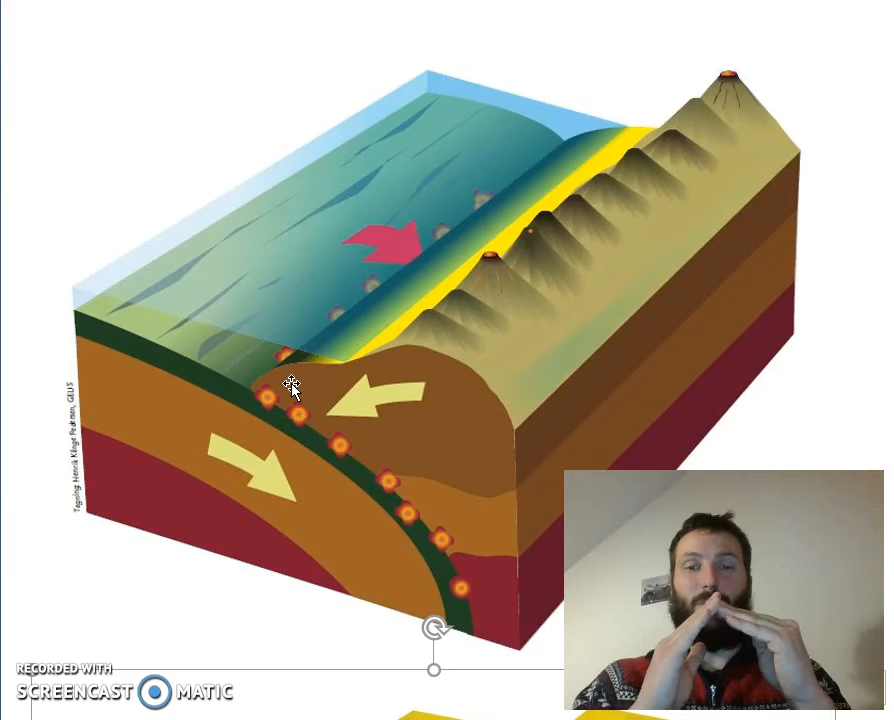 Tegning: Henrik Klinge Pedersen, GEUS
RECORDED WITH
SCREENCAST MATIC